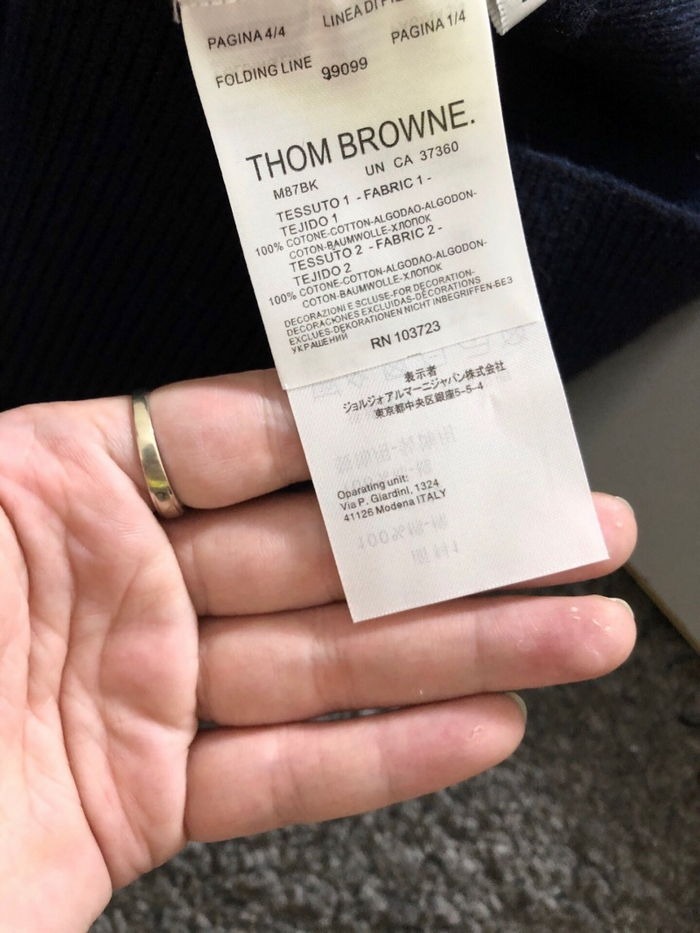 PAGINA 4/4
LINEA DI
PAGINA 1/4
FOLDING LINE
99099
THOM BROWNE.
M87BK
UN CA 37360
TESSUTO 1 - FABRIC 1 -
TEJIDO 1
100% COTONE-COTTON-ALGODAO-ALGODON-
COTON-BAUMWOLLE-ХЛОПОК
TESSUTO 2 - FABRIC 2 -
TEJIDO 2
100% COTONE-COTTON-ALGODAO-ALGODON-
COTON-BAUMWOLLE-ХЛОПОК
DECORAZIONI E SCLUSE-FOR DECORATION-
DECORACIONES EXCLUIDAS-DÉCORATIONS
EXCLUES-DEKORATIONEN NICHT INBEGRIFFEN-БЕЗ
УКРАШЕНИЙ
RN 103723
表示者
ジョルジォアルマーニジャパン株式会社
東京都中央区銀座5-5-4
Oparating unit:
Via P. Giardini, 1324
41126 Modena ITALY